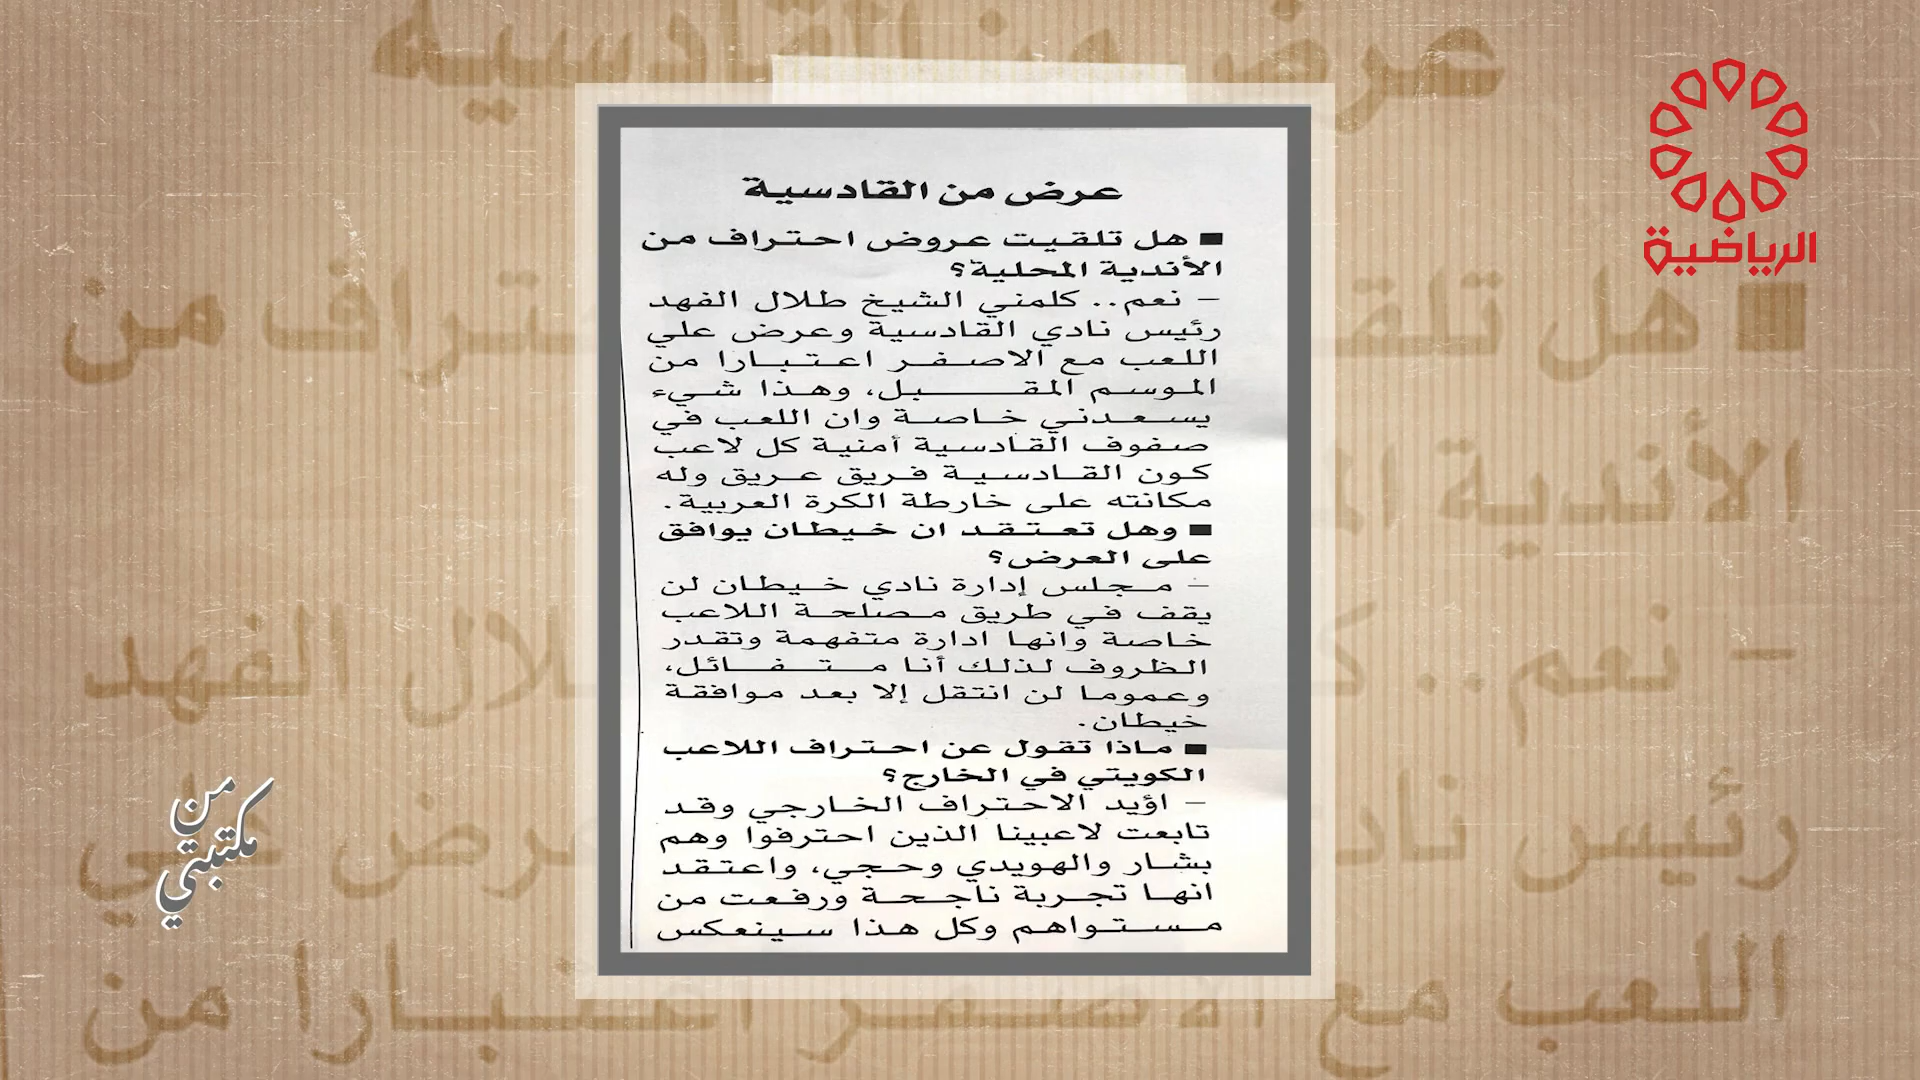 عرض من القادسية
■ هل تلقيت عروض احتراف من
الأندية المحلية؟
– نعم.. كلمني الشيخ طلال الفهد
رئيس نادي القادسية وعرض علي
اللعب مع الاصفر اعتبارا من
الموسم المقبل، وهذا شيء
يسعدني خاصة وان اللعب في
صفوف القادسية أمنية كل لاعب
كون القادسية فريق عريق وله
مكانته على خارطة الكرة العربية.
■ وهل تعتقد ان خيطان يوافق
على العرض؟
– مجلس إدارة نادي خيطان لن
يقف في طريق مصلحة اللاعب
خاصة وانها ادارة متفهمة وتقدر
الظروف لذلك أنا متفائل،
وعموما لن انتقل إلا بعد موافقة
خيطان.
■ ماذا تقول عن احتراف اللاعب
الكويتي في الخارج؟
– اؤيد الاحتراف الخارجي وقد
تابعت لاعبينا الذين احترفوا وهم
بشار والهويدي وحجي، واعتقد
انها تجربة ناجحة ورفعت من
مستواهم وكل هذا سينعكس
الرياضية
من
مكتبتي